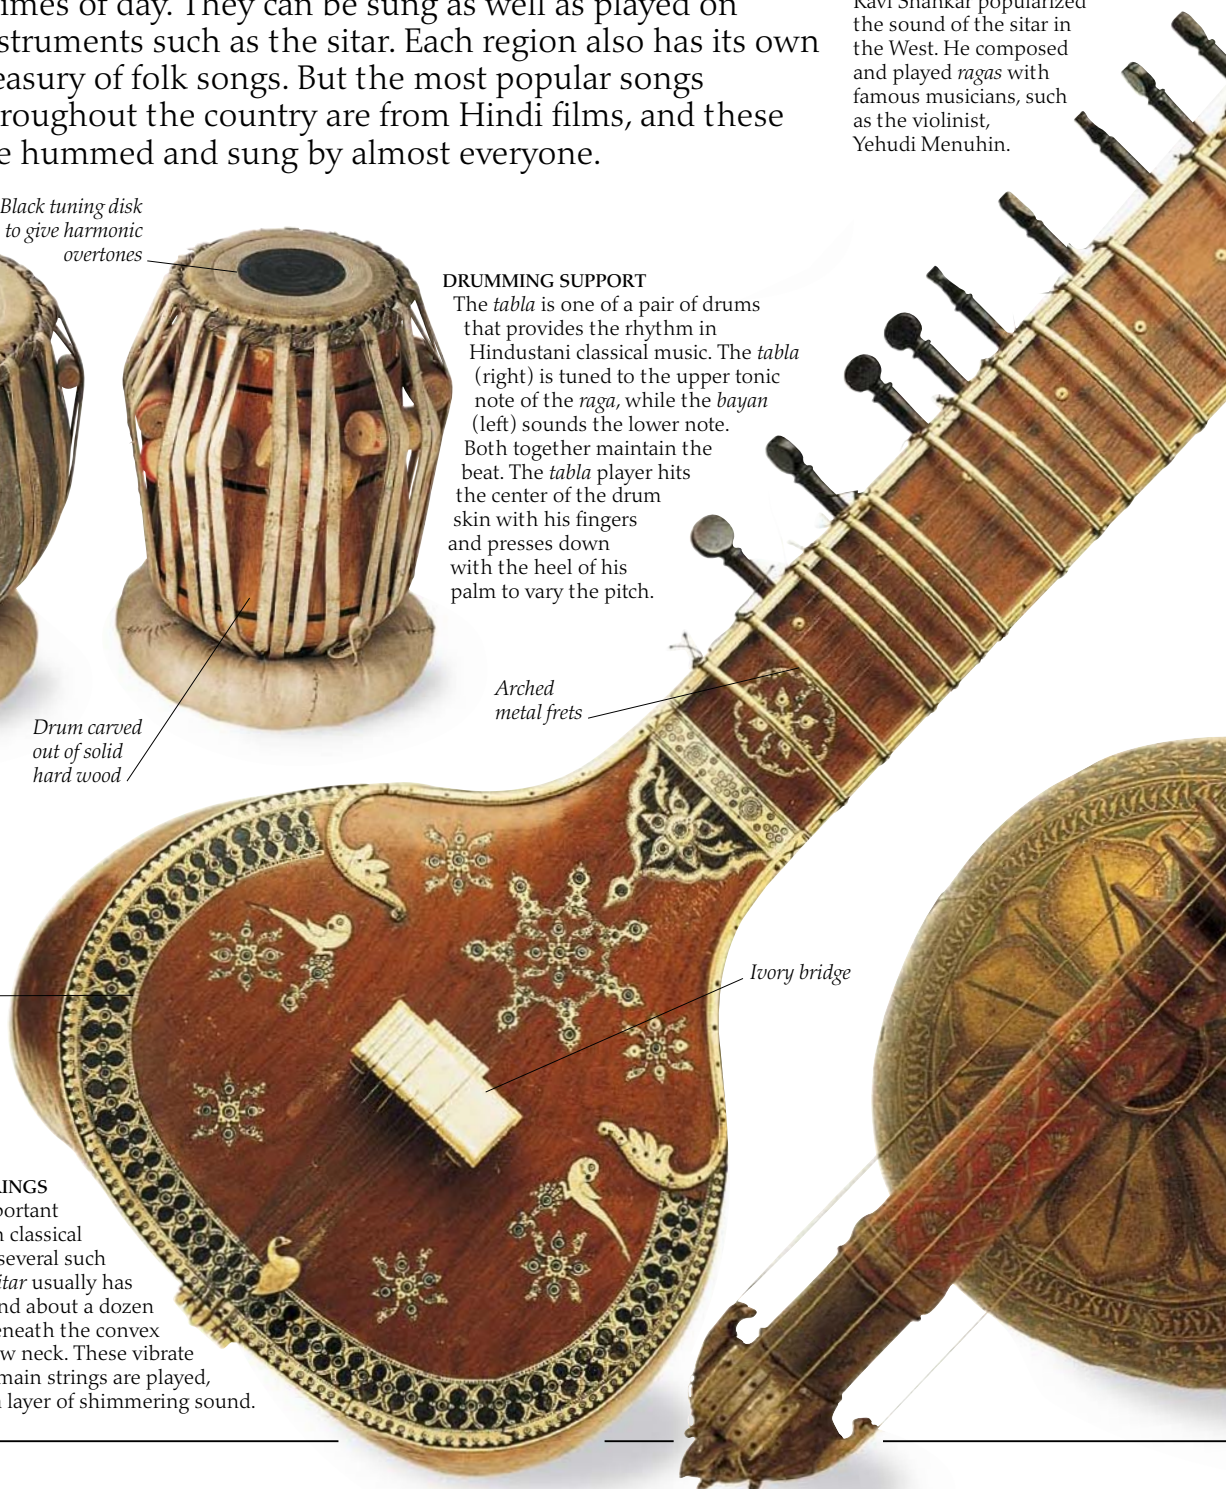 imes of day. They can be sung as well as played on
struments such as the sitar. Each region also has its own
easury of folk songs. But the most popular songs
roughout the country are from Hindi films, and these
e hummed and sung by almost everyone.
Ravi Shankar popularized
the sound of the sitar in
the West. He composed
and played ragas with
famous musicians, such
as the violinist,
Yehudi Menuhin.
Black tuning disk
to give harmonic
overtones
DRUMMING SUPPORT
The tabla is one of a pair of drums
that provides the rhythm in
Hindustani classical music. The tabla
(right) is tuned to the upper tonic
note of the raga, while the bayan
(left) sounds the lower note.
Both together maintain the
beat. The tabla player hits
the center of the drum
skin with his fingers
and presses down
with the heel of his
palm to vary the pitch.
Arched
metal frets
Drum carved
out of solid
hard wood
Ivory bridge
INGS
portant
n classical
several such
itar usually has
nd about a dozen
eneath the convex
w neck. These vibrate
main strings are played,
layer of shimmering sound.